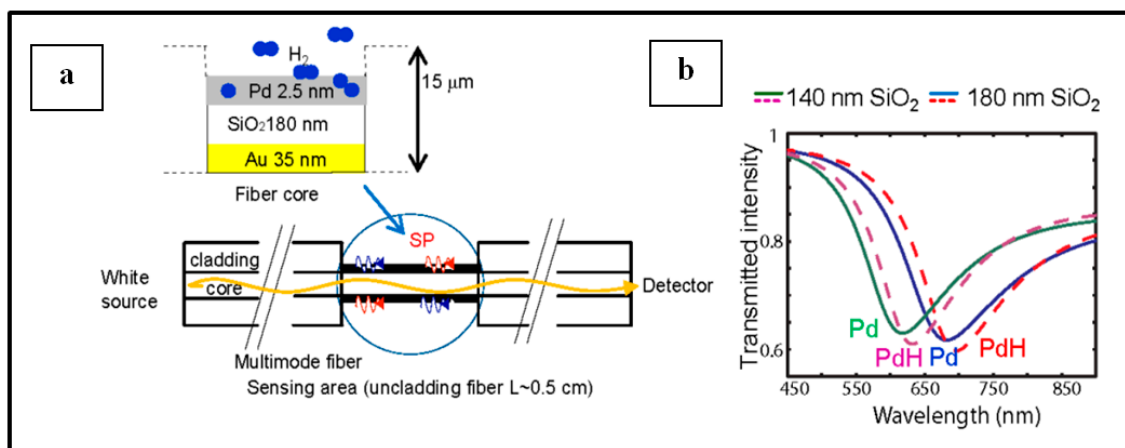 a
H₂
Pd 2.5 nm
15 μm
SiO₂180 nm
Au 35 nm
Fiber core
SP
cladding
White
source
core
Detector
Multimode fiber
Sensing area (uncladding fiber L~0.5 cm)
b
140 nm SiO₂ 180 nm SiO₂
Transmitted intensity
1
0.8
0.6
Pd PdH Pd PdH
450 550 650 750 850
Wavelength (nm)